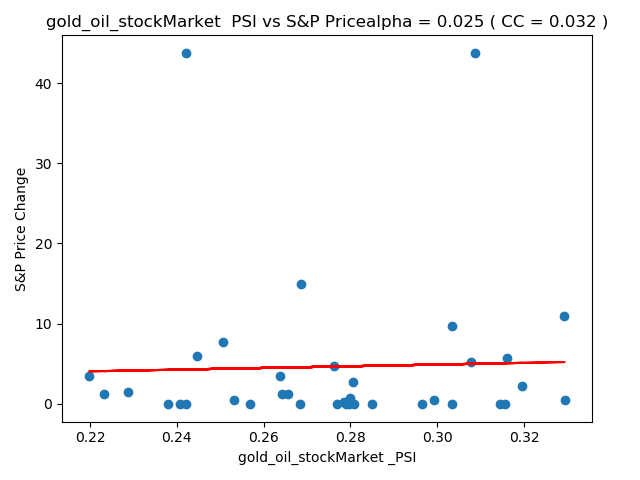 gold_oil_stockMarket  PSI vs S&P Pricealpha = 0.025 ( CC = 0.032 )
40
30
20
10
0
S&P Price Change
0.22 0.24 0.26 0.28 0.30 0.32
gold_oil_stockMarket _PSI